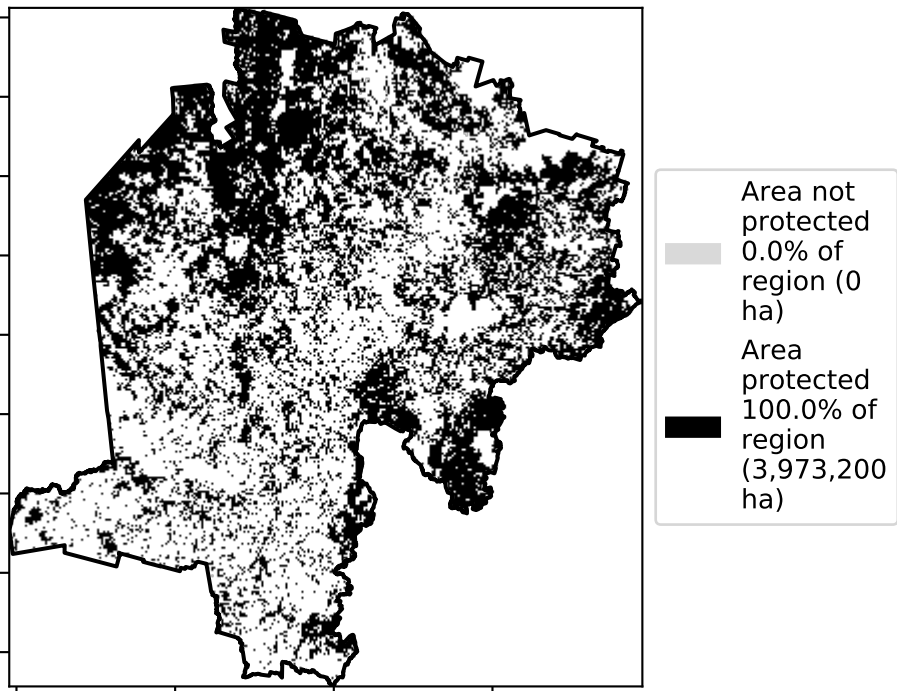 Area not
protected
0.0% of
region (0
ha)
Area
protected
100.0% of
region
(3,973,200
ha)